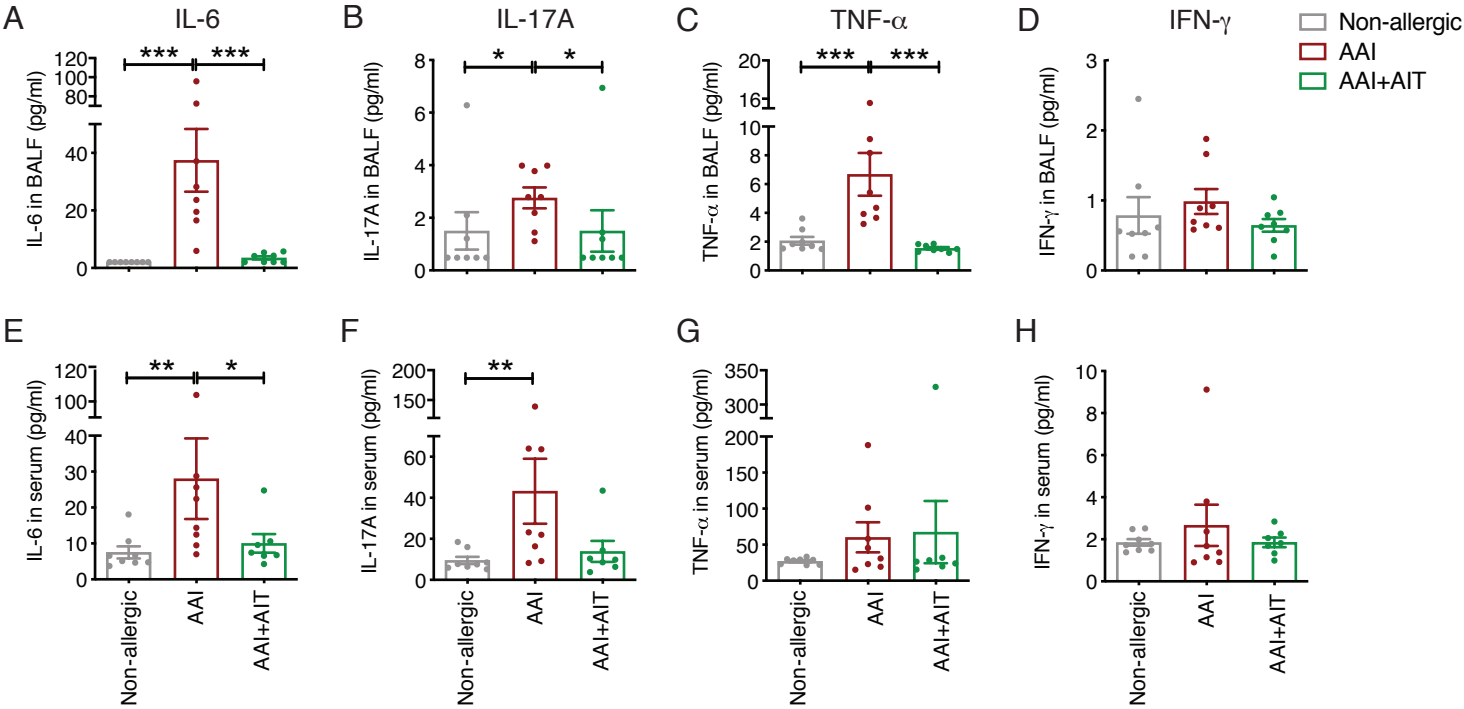 A IL-6
B IL-17A
C TNF-α
D IFN-γ
Non-allergic
AAI
AAI+AIT
IL-6 in BALF (pg/ml)
120
100
80
40
20
0
*** ***
IL-17A in BALF (pg/ml)
8
6
4
2
0
* *
TNF-α in BALF (pg/ml)
20
16
10
8
6
4
2
0
*** ***
IFN-γ in BALF (pg/ml)
3
2
1
0
E
IL-6 in serum (pg/ml)
120
100
40
30
20
10
0
** *
Non-allergic
AAI
AAI+AIT
F
IL-17A in serum (pg/ml)
200
150
60
40
20
0
**
Non-allergic
AAI
AAI+AIT
G
TNF-α in serum (pg/ml)
350
300
200
150
100
50
0
Non-allergic
AAI
AAI+AIT
H
IFN-γ in serum (pg/ml)
10
8
6
4
2
0
Non-allergic
AAI
AAI+AIT